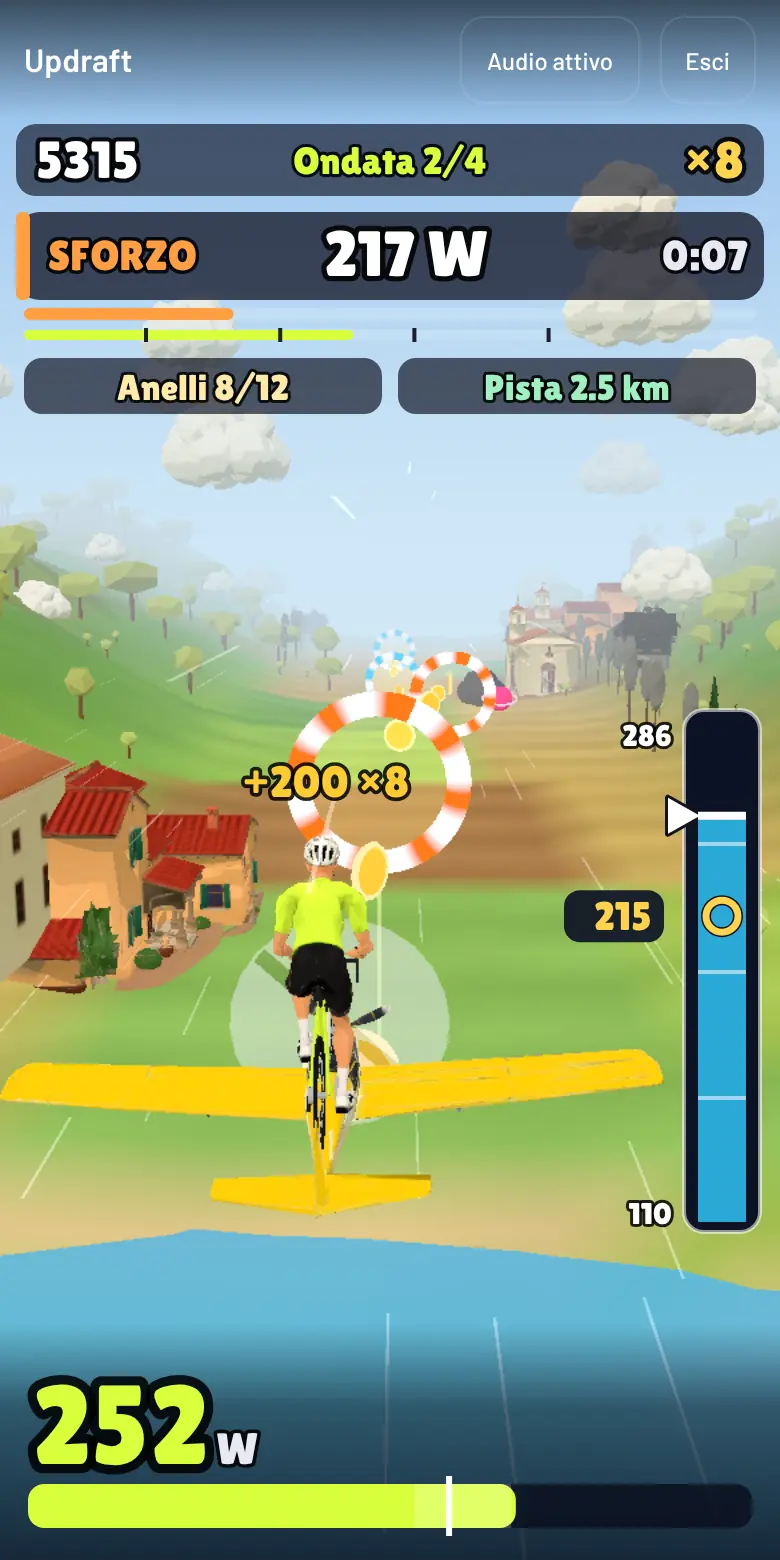 Updraft
Audio attivo
Esci
5315
Ondata 2/4
×8
SFORZO
217 W
0:07
Anelli 8/12
Pista 2.5 km
286
+200 ×8
215
110
252 W